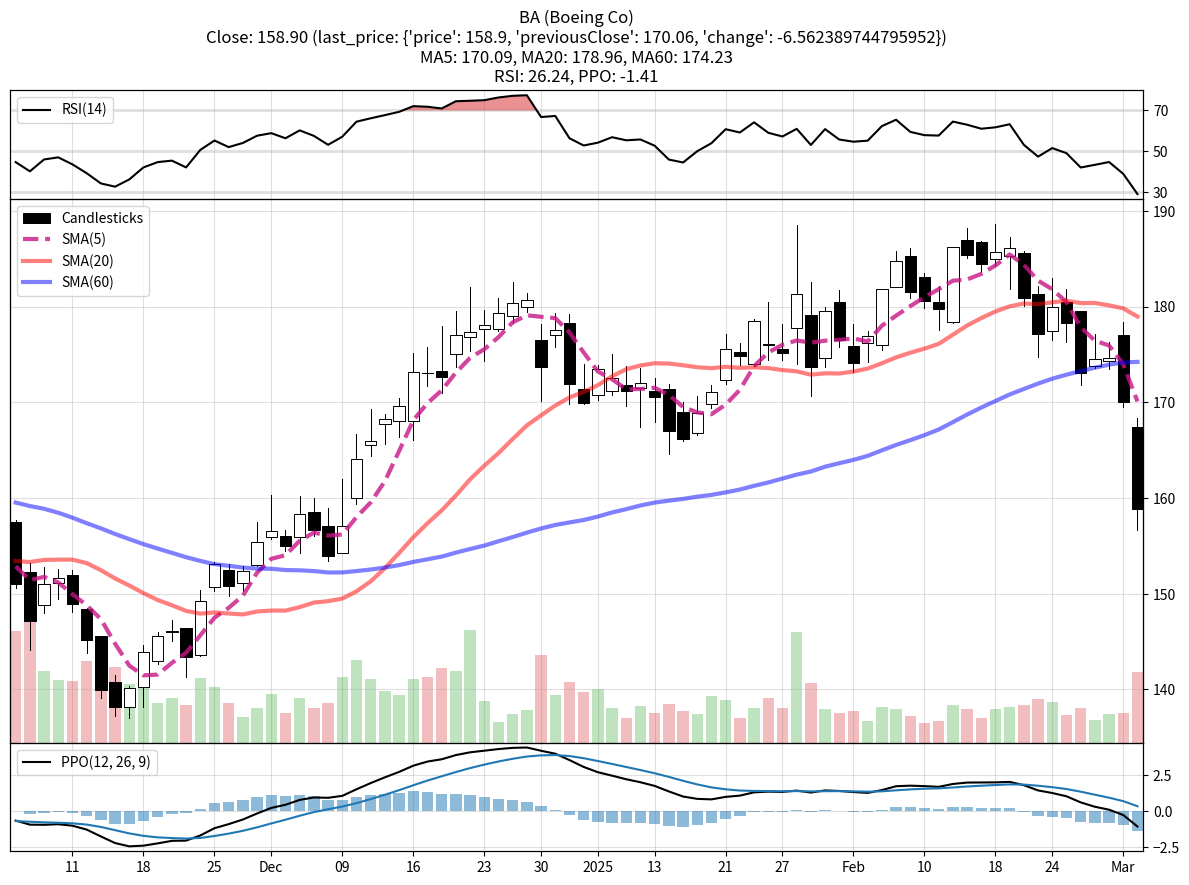 BA (Boeing Co)
Close: 158.90 (last_price: {'price': 158.9, 'previousClose': 170.06, 'change': -6.562389744795952})
MA5: 170.09, MA20: 178.96, MA60: 174.23
RSI: 26.24, PPO: -1.41
RSI(14)
70
50
30
Candlesticks
SMA(5)
SMA(20)
SMA(60)
190
180
170
160
150
140
PPO(12, 26, 9)
2.5
0.0
−2.5
11 18 25 Dec 09 16 23 30 2025 13 21 27 Feb 10 18 24 Mar